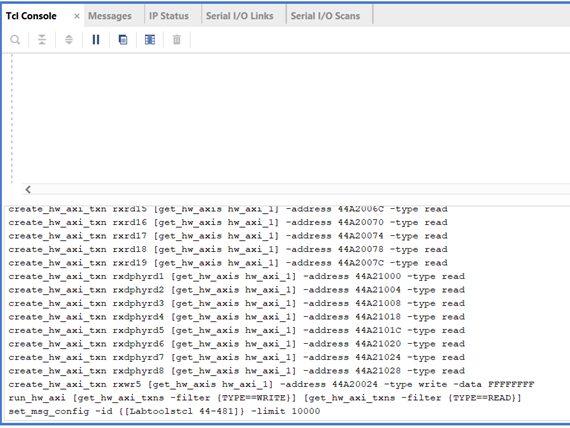 Tcl Console × Messages IP Status Serial I/O Links Serial I/O Scans
create_hw_axi_txn rxrd15 [get_hw_axis hw_axi_1] -address 44A2006C -type read
create_hw_axi_txn rxrd16 [get_hw_axis hw_axi_1] -address 44A20070 -type read
create_hw_axi_txn rxrd17 [get_hw_axis hw_axi_1] -address 44A20074 -type read
create_hw_axi_txn rxrd18 [get_hw_axis hw_axi_1] -address 44A20078 -type read
create_hw_axi_txn rxrd19 [get_hw_axis hw_axi_1] -address 44A2007C -type read
create_hw_axi_txn rxdphyrd1 [get_hw_axis hw_axi_1] -address 44A21000 -type read
create_hw_axi_txn rxdphyrd2 [get_hw_axis hw_axi_1] -address 44A21004 -type read
create_hw_axi_txn rxdphyrd3 [get_hw_axis hw_axi_1] -address 44A21008 -type read
create_hw_axi_txn rxdphyrd4 [get_hw_axis hw_axi_1] -address 44A21018 -type read
create_hw_axi_txn rxdphyrd5 [get_hw_axis hw_axi_1] -address 44A2101C -type read
create_hw_axi_txn rxdphyrd6 [get_hw_axis hw_axi_1] -address 44A21020 -type read
create_hw_axi_txn rxdphyrd7 [get_hw_axis hw_axi_1] -address 44A21024 -type read
create_hw_axi_txn rxdphyrd8 [get_hw_axis hw_axi_1] -address 44A21028 -type read
create_hw_axi_txn rxwr5 [get_hw_axis hw_axi_1] -address 44A20024 -type write -data FFFFFFFF
run_hw_axi [get_hw_axi_txns -filter {TYPE==WRITE}] [get_hw_axi_txns -filter {TYPE==READ}]
set_msg_config -id {[Labtoolstcl 44-481]} -limit 10000